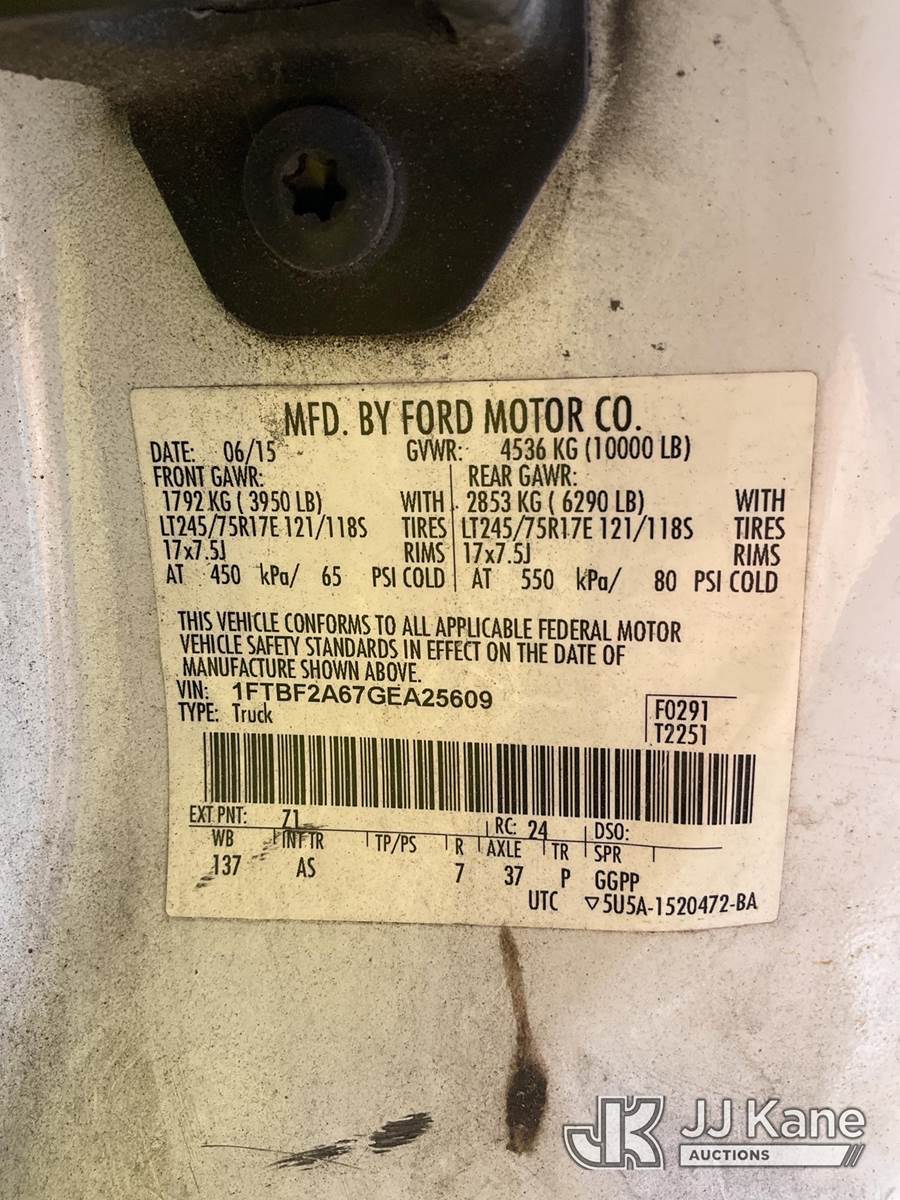 MFD. BY FORD MOTOR CO.
DATE: 06/15 GVWR: 4536 KG (10000 LB)
FRONT GAWR: REAR GAWR:
1792 KG ( 3950 LB) WITH 2853 KG ( 6290 LB) WITH
LT245/75R17E 121/118S TIRES LT245/75R17E 121/118S TIRES
17x7.5J RIMS 17x7.5J RIMS
AT 450 kPa/ 65 PSI COLD AT 550 kPa/ 80 PSI COLD
THIS VEHICLE CONFORMS TO ALL APPLICABLE FEDERAL MOTOR
VEHICLE SAFETY STANDARDS IN EFFECT ON THE DATE OF
MANUFACTURE SHOWN ABOVE.
VIN: 1FTBF2A67GEA25609
TYPE: Truck
F0291
T2251
EXT PNT: Z1 RC: 24 DSO:
WB INT TR TP/PS R AXLE TR SPR
137 AS 7 37 P GGPP
UTC ▽5U5A-1520472-BA
JK JJ Kane
AUCTIONS